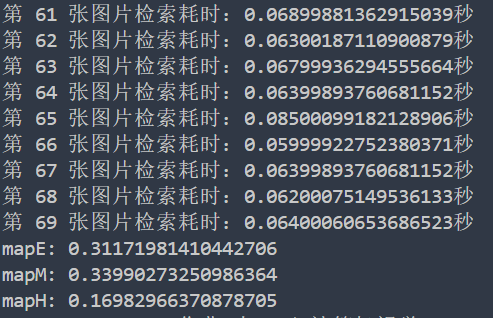 第 61 张图片检索耗时：0.06899881362915039秒
第 62 张图片检索耗时：0.06300187110900879秒
第 63 张图片检索耗时：0.06799936294555664秒
第 64 张图片检索耗时：0.06399893760681152秒
第 65 张图片检索耗时：0.08500099182128906秒
第 66 张图片检索耗时：0.05999922752380371秒
第 67 张图片检索耗时：0.06399893760681152秒
第 68 张图片检索耗时：0.06200075149536133秒
第 69 张图片检索耗时：0.06400060653686523秒
mapE: 0.31171981410442706
mapM: 0.33990273250986364
mapH: 0.16982966370878705